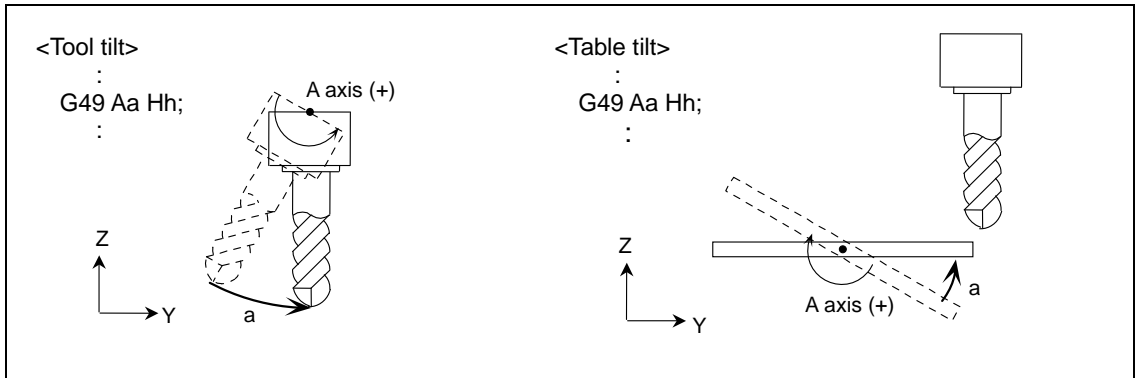 <Tool tilt>
:
G49 Aa Hh;
:
A axis (+)
Z
Y
a
<Table tilt>
:
G49 Aa Hh;
:
Z
Y
A axis (+)
a